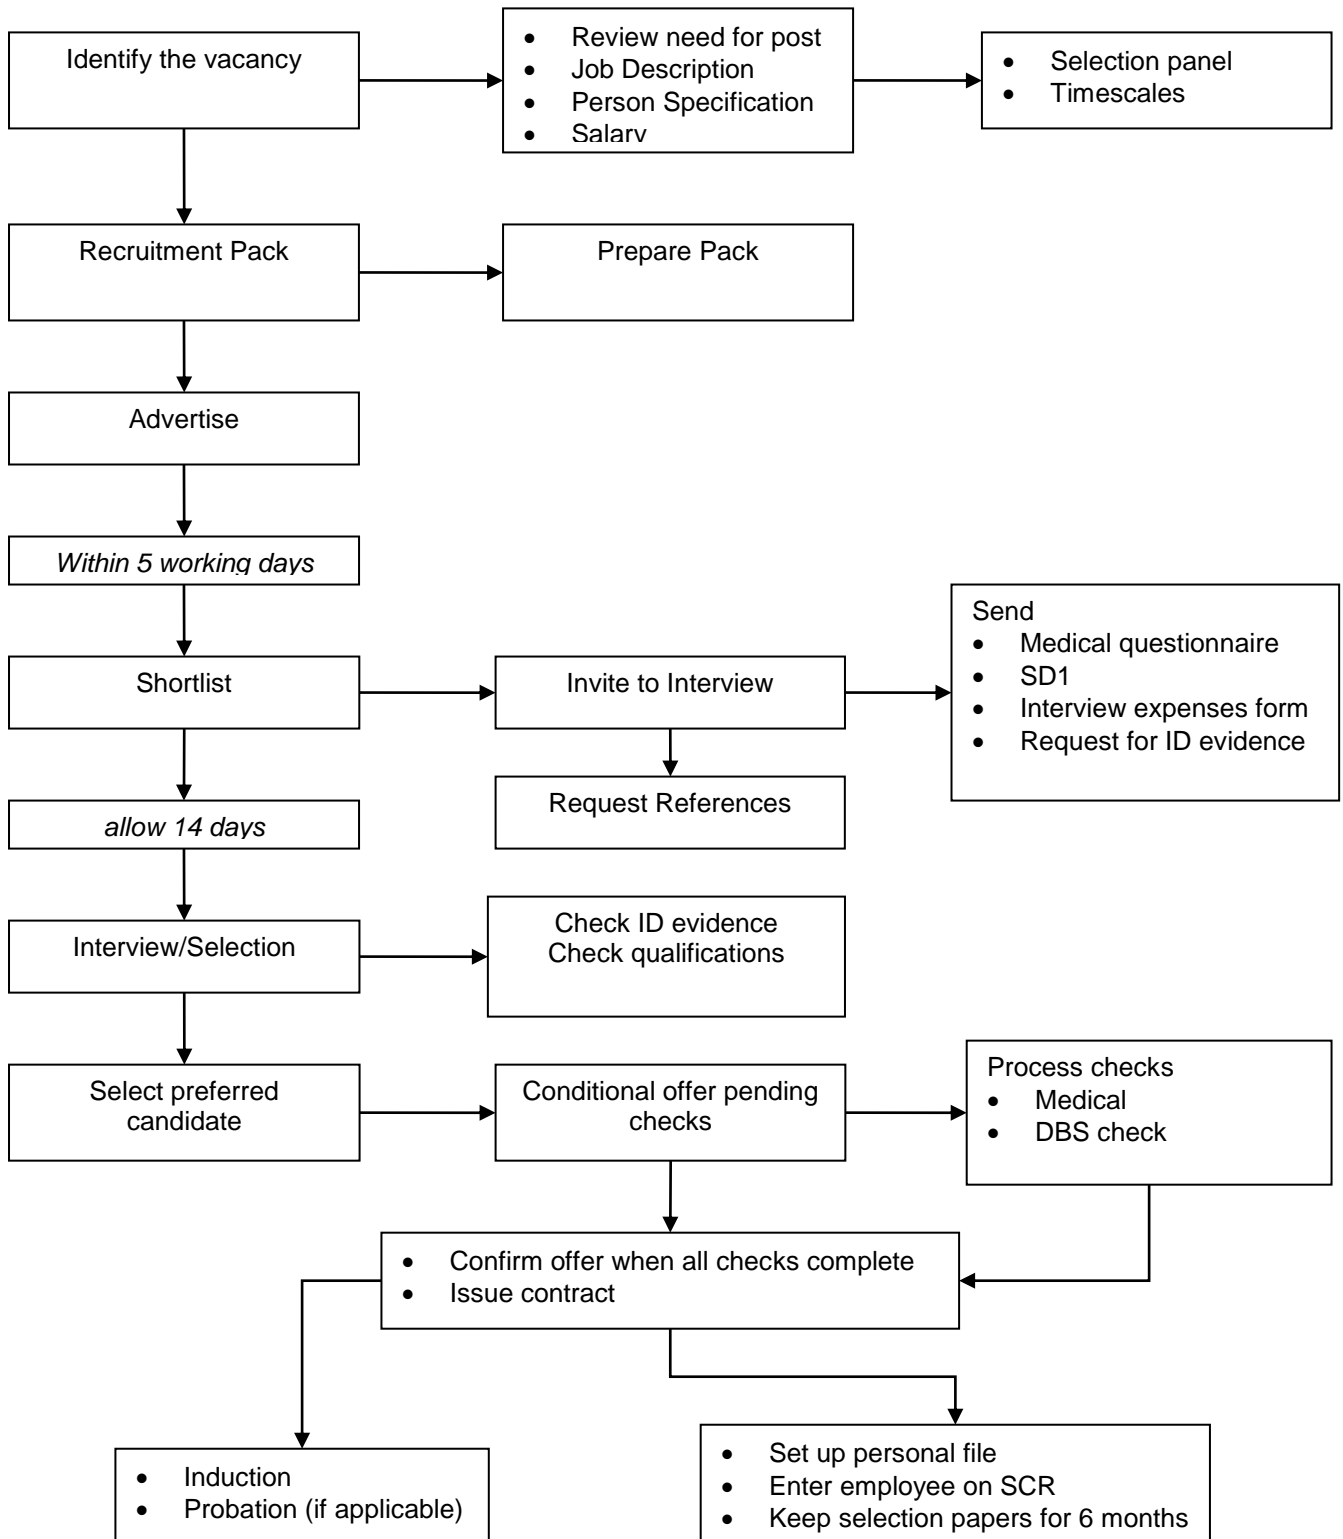 Identify the vacancy
• Review need for post
• Job Description
• Person Specification
• Salary
• Selection panel
• Timescales
Recruitment Pack
Prepare Pack
Advertise
Within 5 working days
Shortlist
Invite to Interview
Send
• Medical questionnaire
• SD1
• Interview expenses form
• Request for ID evidence
Request References
allow 14 days
Interview/Selection
Check ID evidence
Check qualifications
Select preferred
candidate
Conditional offer pending
checks
Process checks
• Medical
• DBS check
• Confirm offer when all checks complete
• Issue contract
• Induction
• Probation (if applicable)
• Set up personal file
• Enter employee on SCR
• Keep selection papers for 6 months